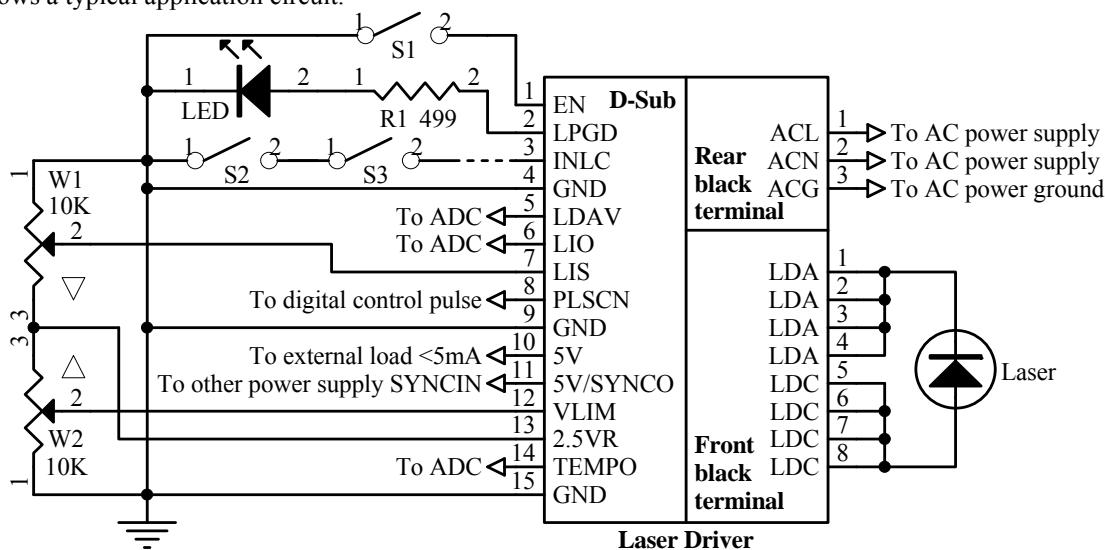 ows a typical application circuit.
1 2
S1
1 2
LED
1 2
R1 499
1 2
S2
1 2
S3
1
W1
10K
2
3
3
2
W2
10K
1
To ADC
To ADC
To digital control pulse
To external load <5mA
To other power supply SYNCIN
To ADC
D-Sub
1 EN
2 LPGD
3 INLC
4 GND
5 LDAV
6 LIO
7 LIS
8 PLSCN
9 GND
10 5V
11 5V/SYNCO
12 VLIM
13 2.5VR
14 TEMPO
15 GND
Rear
black
terminal
ACL 1 To AC power supply
ACN 2 To AC power supply
ACG 3 To AC power ground
Front
black
terminal
LDA 1
LDA 2
LDA 3
LDA 4
LDC 5
LDC 6
LDC 7
LDC 8
Laser
Laser Driver